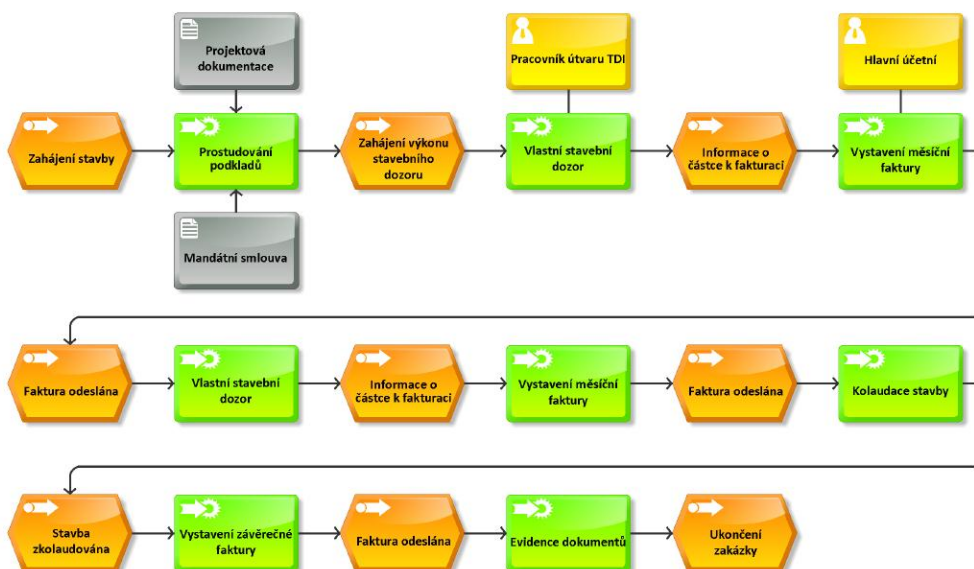 Projektová
dokumentace
Pracovník útvaru TDI
Hlavní účetní
Zahájení stavby
Prostudování
podkladů
Zahájení výkonu
stavebního
dozoru
Vlastní stavební
dozor
Informace o
částce k fakturaci
Vystavení měsíční
faktury
Mandátní smlouva
Faktura odeslána
Vlastní stavební
dozor
Informace o
částce k fakturaci
Vystavení měsíční
faktury
Faktura odeslána
Kolaudace stavby
Stavba
zkolaudována
Vystavení závěrečné
faktury
Faktura odeslána
Evidence dokumentů
Ukončení
zakázky